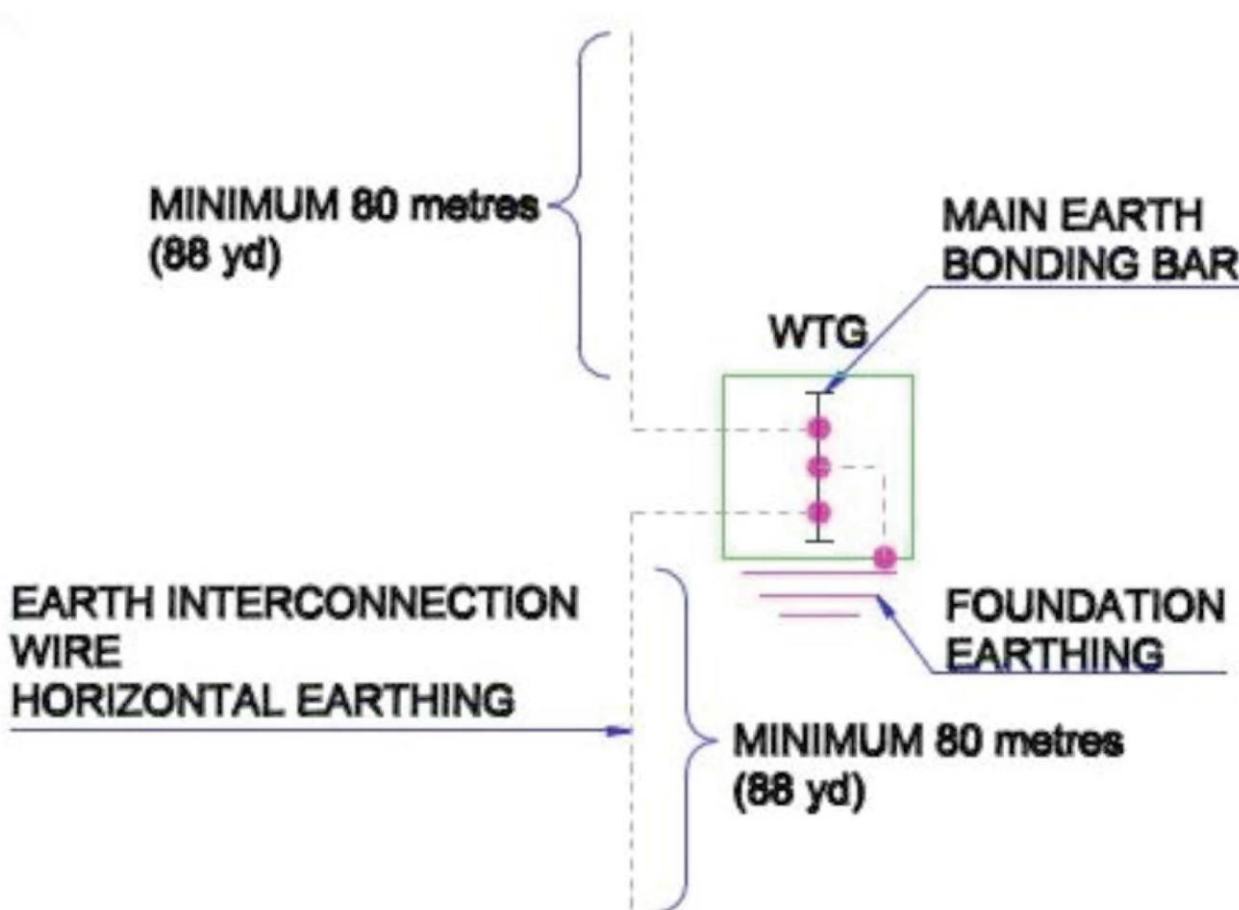 MINIMUM 80 metres
(88 yd)
MAIN EARTH
BONDING BAR
WTG
EARTH INTERCONNECTION
WIRE
HORIZONTAL EARTHING
FOUNDATION
EARTHING
MINIMUM 80 metres
(88 yd)